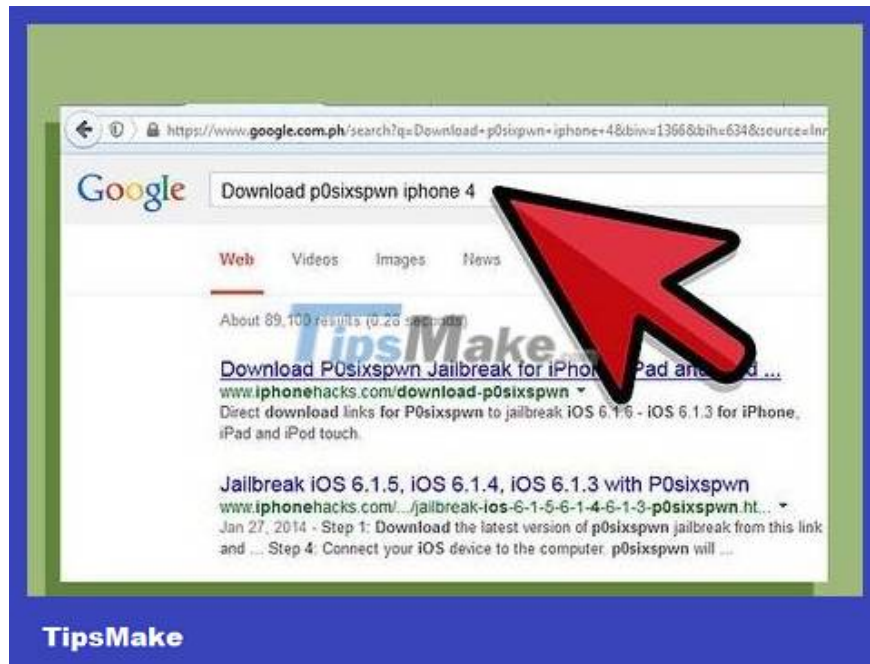 https://www.google.com.ph/search?q=Download+p0sixpwn+iphone+4&biw=1366&bih=634&source=lnr
Google
Download p0sixspwn iphone 4
Web Videos Images News
About 89,100 results (0.28 seconds)
TipsMake.com
Download P0sixspwn Jailbreak for iPhone, iPad and ...
www.iphonehacks.com/download-p0sixspwn
Direct download links for P0sixspwn to jailbreak iOS 6.1.6 - iOS 6.1.3 for iPhone,
iPad and iPod touch.
Jailbreak iOS 6.1.5, iOS 6.1.4, iOS 6.1.3 with P0sixspwn
www.iphonehacks.com/.../jailbreak-ios-6-1-5-6-1-4-6-1-3-p0sixspwn.ht...
Jan 27, 2014 - Step 1: Download the latest version of p0sixspwn jailbreak from this link
and ... Step 4: Connect your iOS device to the computer. p0sixspwn will ...
TipsMake